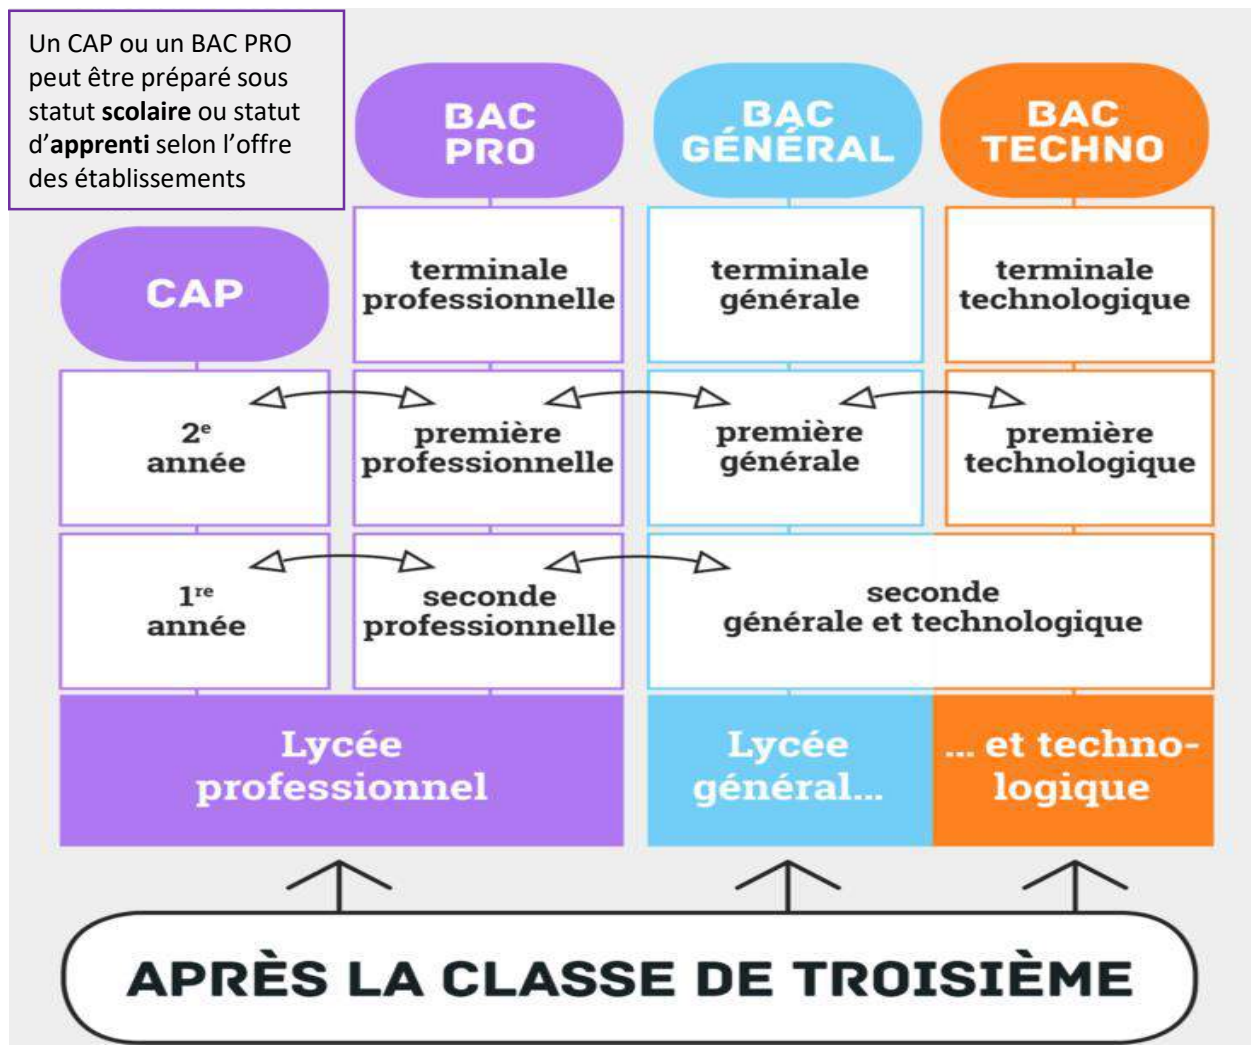 Un CAP ou un BAC PRO
peut être préparé sous
statut scolaire ou statut
d’apprenti selon l’offre
des établissements
BAC
PRO
BAC
GÉNÉRAL
BAC
TECHNO
CAP
terminale
professionnelle
terminale
générale
terminale
technologique
2e
année
première
professionnelle
première
générale
première
technologique
1re
année
seconde
professionnelle
seconde
générale et technologique
Lycée
professionnel
Lycée
général...
... et techno-
logique
APRÈS LA CLASSE DE TROISIÈME